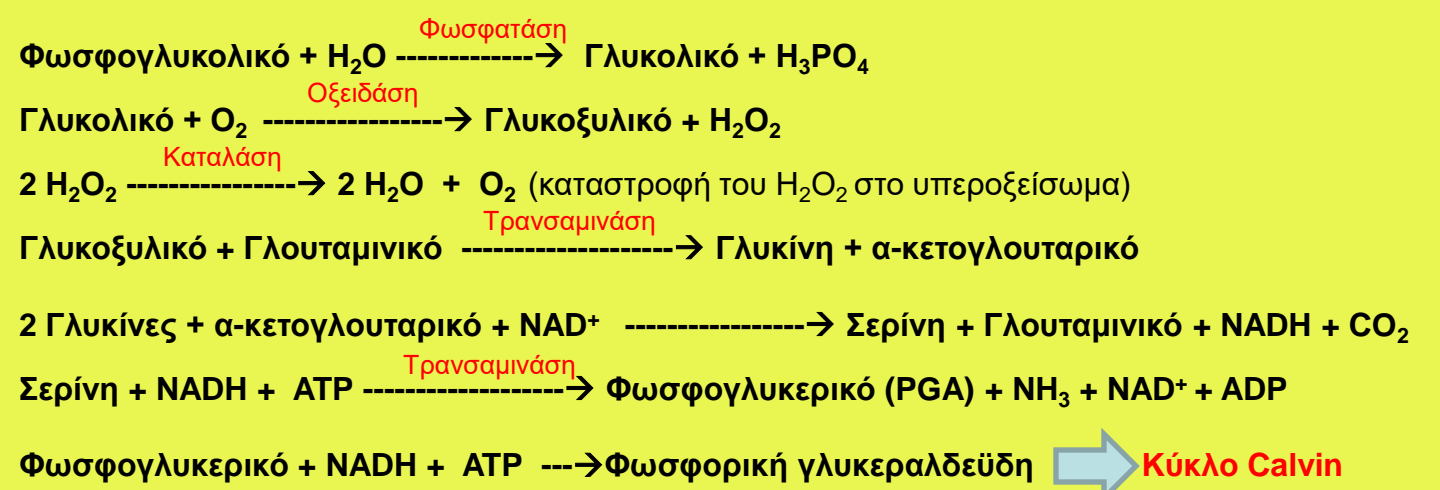 Φωσφατάση
Φωσφογλυκολικό + H₂O -------------→ Γλυκολικό + H₃PO₄
Οξειδάση
Γλυκολικό + O₂ -----------------→ Γλυκοξυλικό + H₂O₂
Καταλάση
2 H₂O₂ ----------------→ 2 H₂O + O₂ (καταστροφή του H₂O₂ στο υπεροξείσωμα)
Τρανσαμινάση
Γλυκοξυλικό + Γλουταμινικό --------------------→ Γλυκίνη + α-κετογλουταρικό
2 Γλυκίνες + α-κετογλουταρικό + NAD⁺ -----------------→ Σερίνη + Γλουταμινικό + NADH + CO₂
Τρανσαμινάση
Σερίνη + NADH + ATP -------------------→ Φωσφογλυκερικό (PGA) + NH₃ + NAD⁺ + ADP
Φωσφογλυκερικό + NADH + ATP ---→Φωσφορική γλυκεραλδεϋδη Κύκλο Calvin